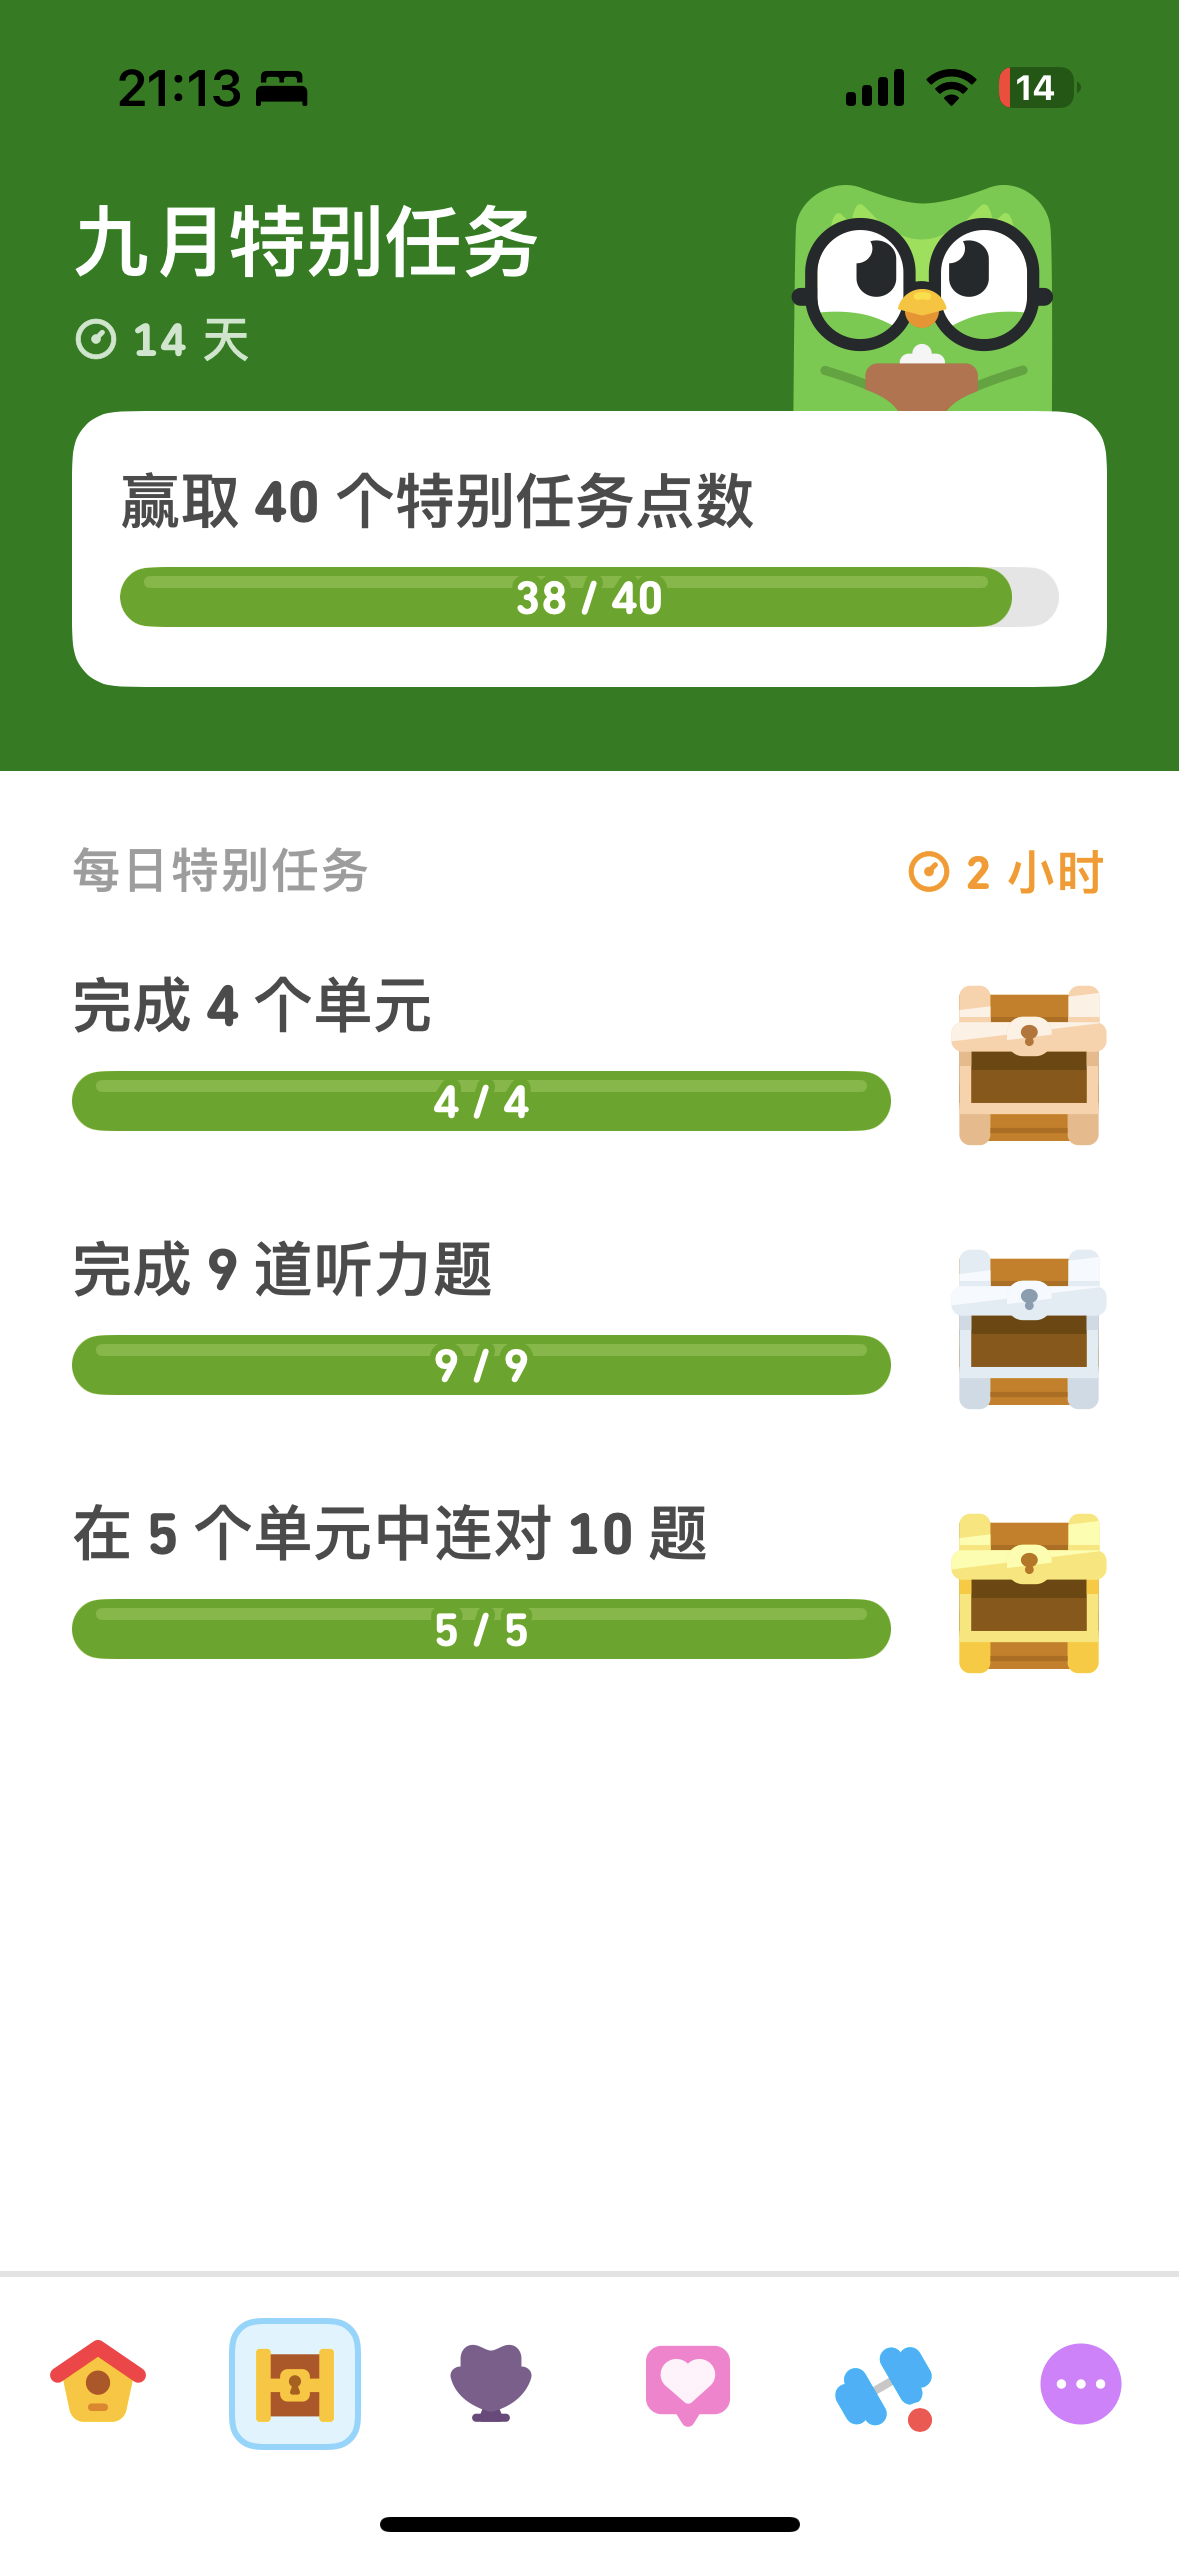 21:13
14
九月特别任务
14 天
赢取 40 个特别任务点数
38 / 40
每日特别任务
2 小时
完成 4 个单元
4 / 4
完成 9 道听力题
9 / 9
在 5 个单元中连对 10 题
5 / 5